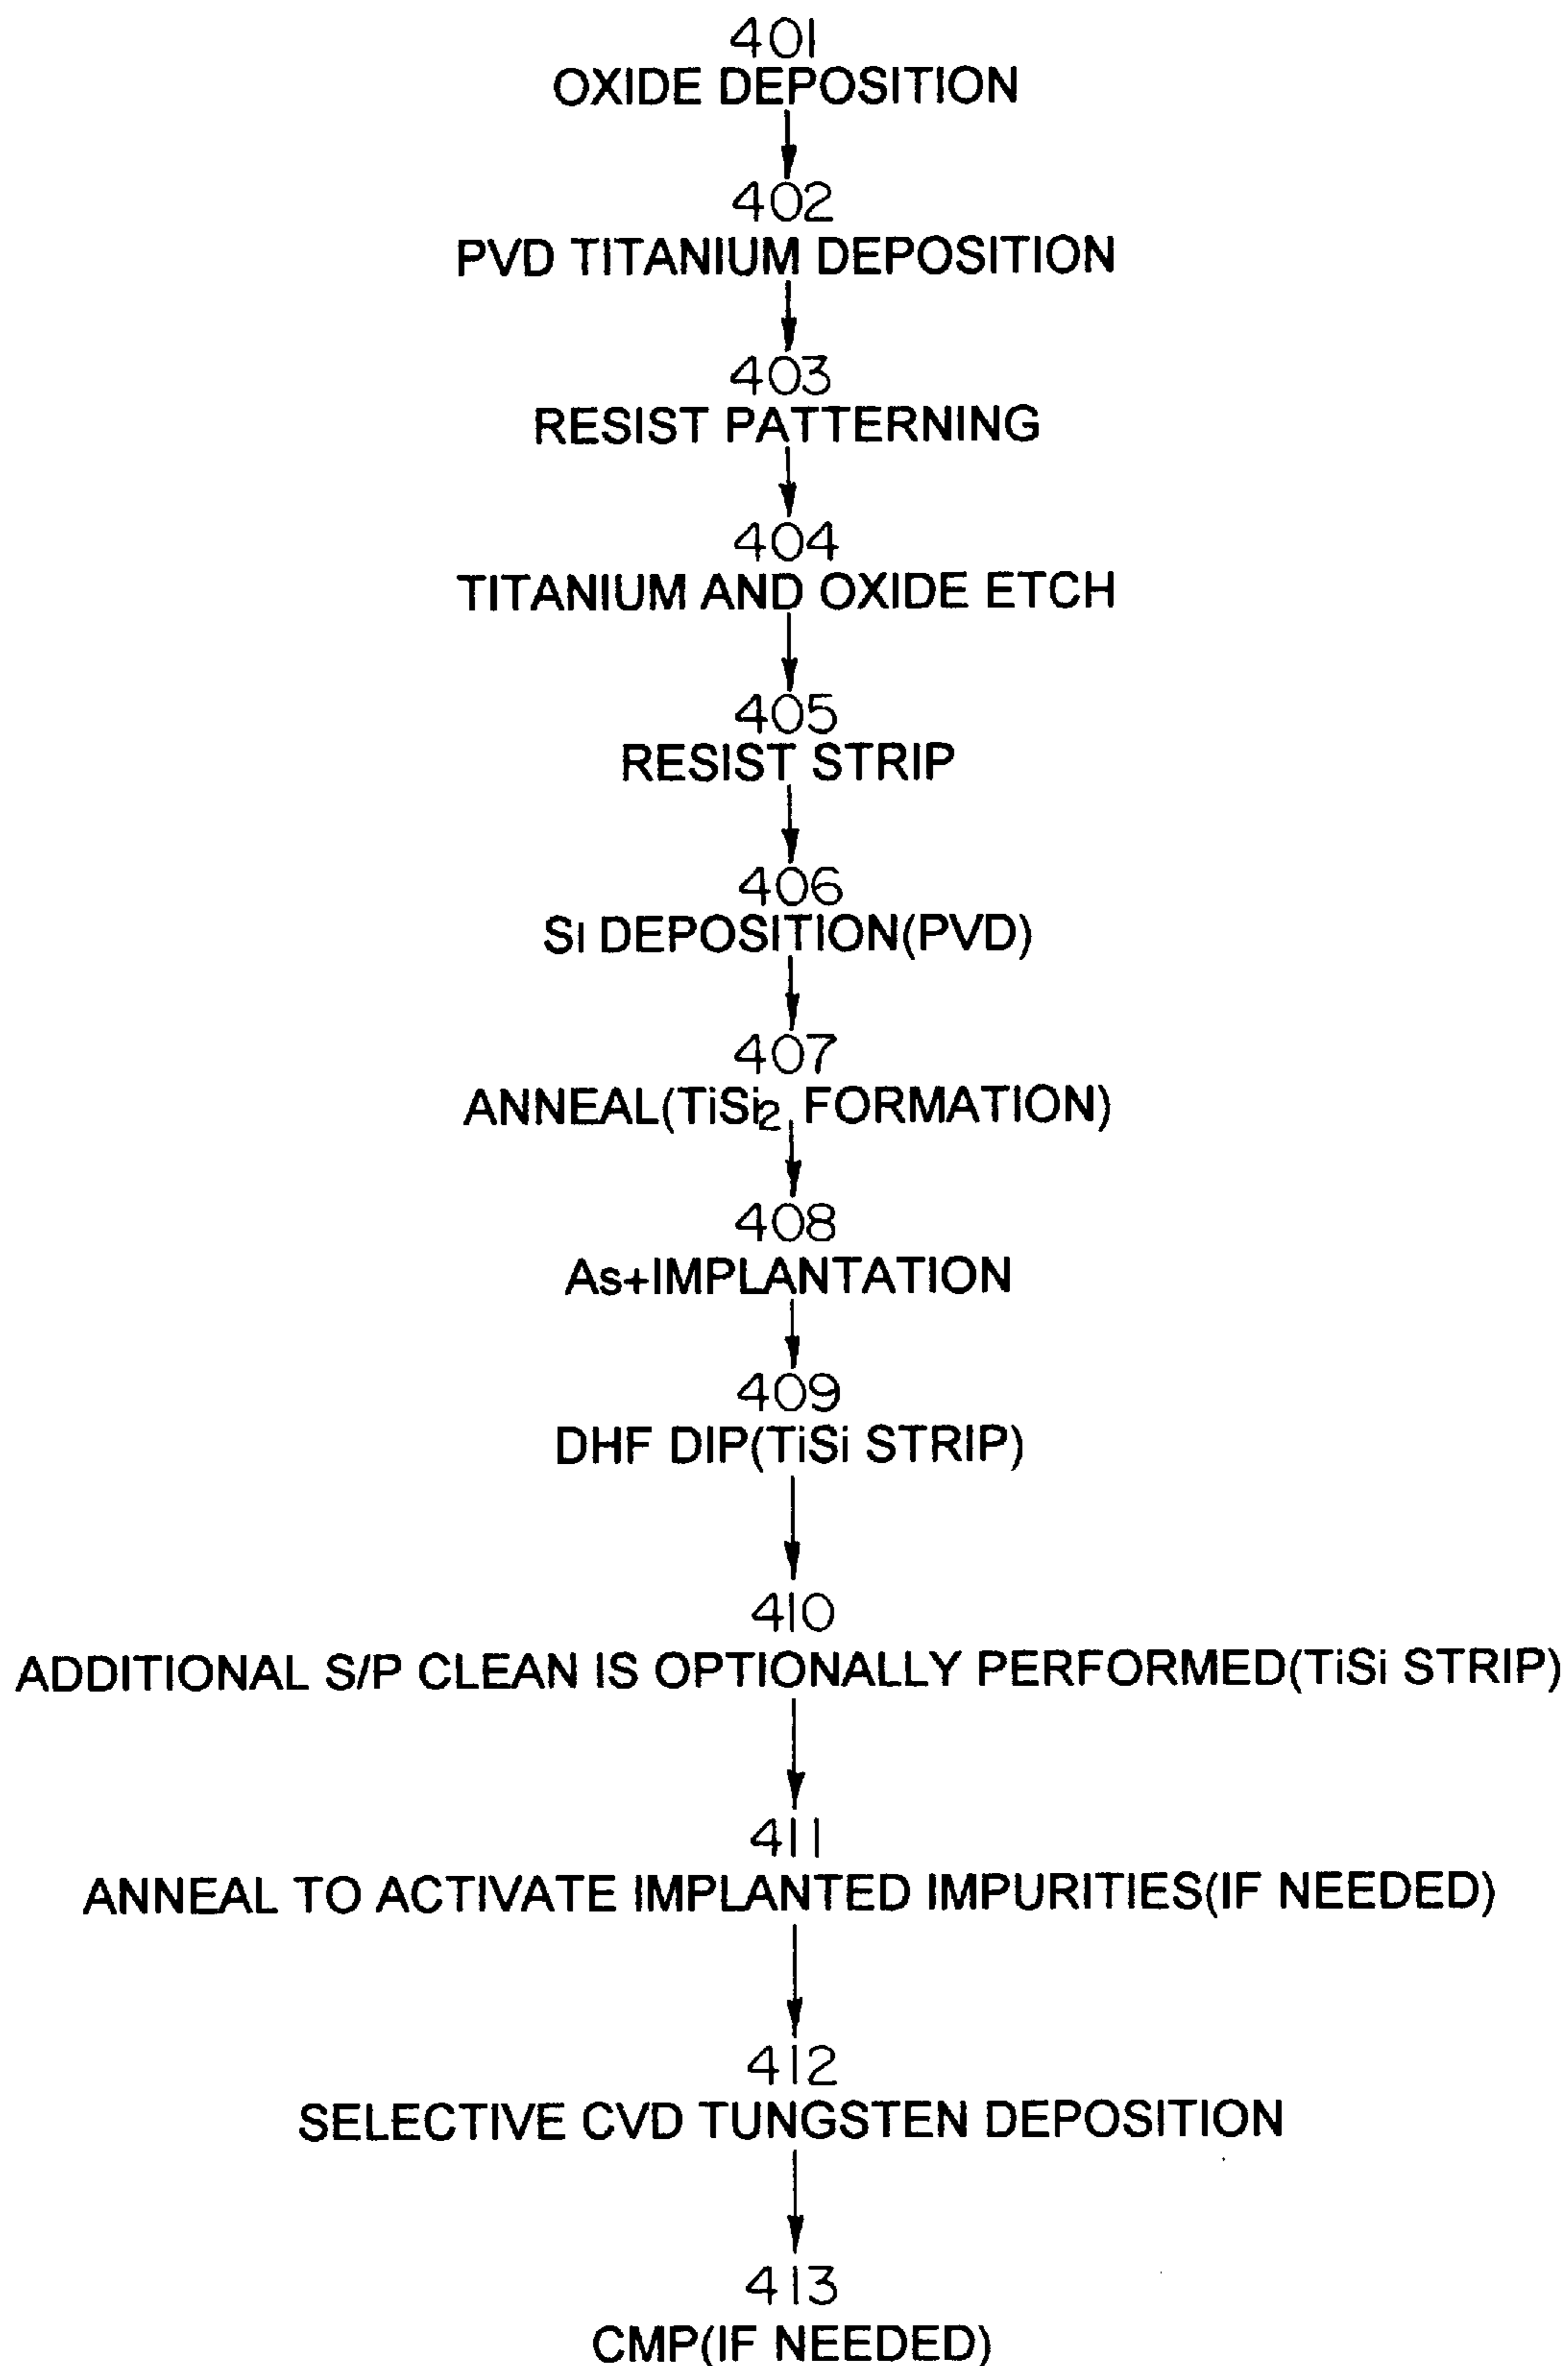 401
OXIDE DEPOSITION
402
PVD TITANIUM DEPOSITION
403
RESIST PATTERNING
404
TITANIUM AND OXIDE ETCH
405
RESIST STRIP
406
Si DEPOSITION(PVD)
407
ANNEAL(TiSi2 FORMATION)
408
As+IMPLANTATION
409
DHF DIP(TiSi STRIP)
410
ADDITIONAL S/P CLEAN IS OPTIONALLY PERFORMED(TiSi STRIP)
411
ANNEAL TO ACTIVATE IMPLANTED IMPURITIES(IF NEEDED)
412
SELECTIVE CVD TUNGSTEN DEPOSITION
413
CMP(IF NEEDED)